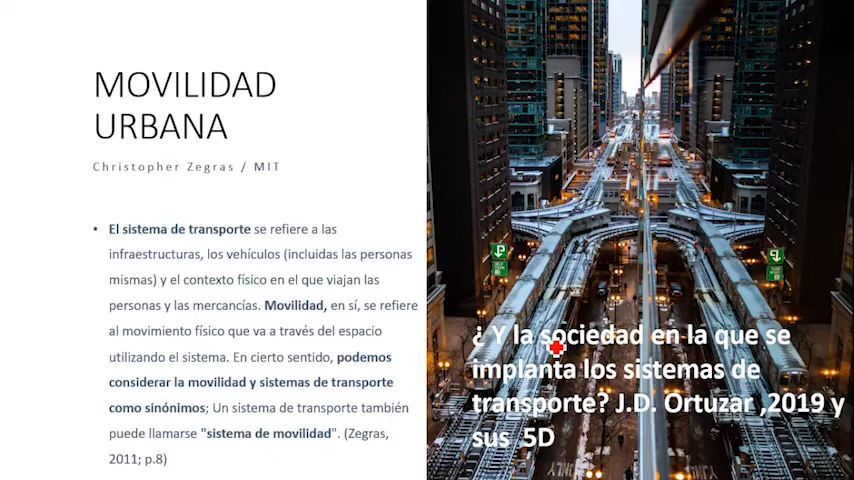 MOVILIDAD
URBANA
Christopher Zegras / MIT
• El sistema de transporte se refiere a las
infraestructuras, los vehículos (incluidas las personas
mismas) y el contexto físico en el que viajan las
personas y las mercancías. Movilidad, en sí, se refiere
al movimiento físico que va a través del espacio
utilizando el sistema. En cierto sentido, podemos
considerar la movilidad y sistemas de transporte
como sinónimos; Un sistema de transporte también
puede llamarse "sistema de movilidad". (Zegras,
2011; p.8)
¿ Y la sociedad en la que se
implanta los sistemas de
transporte? J.D. Ortuzar ,2019 y
sus 5D